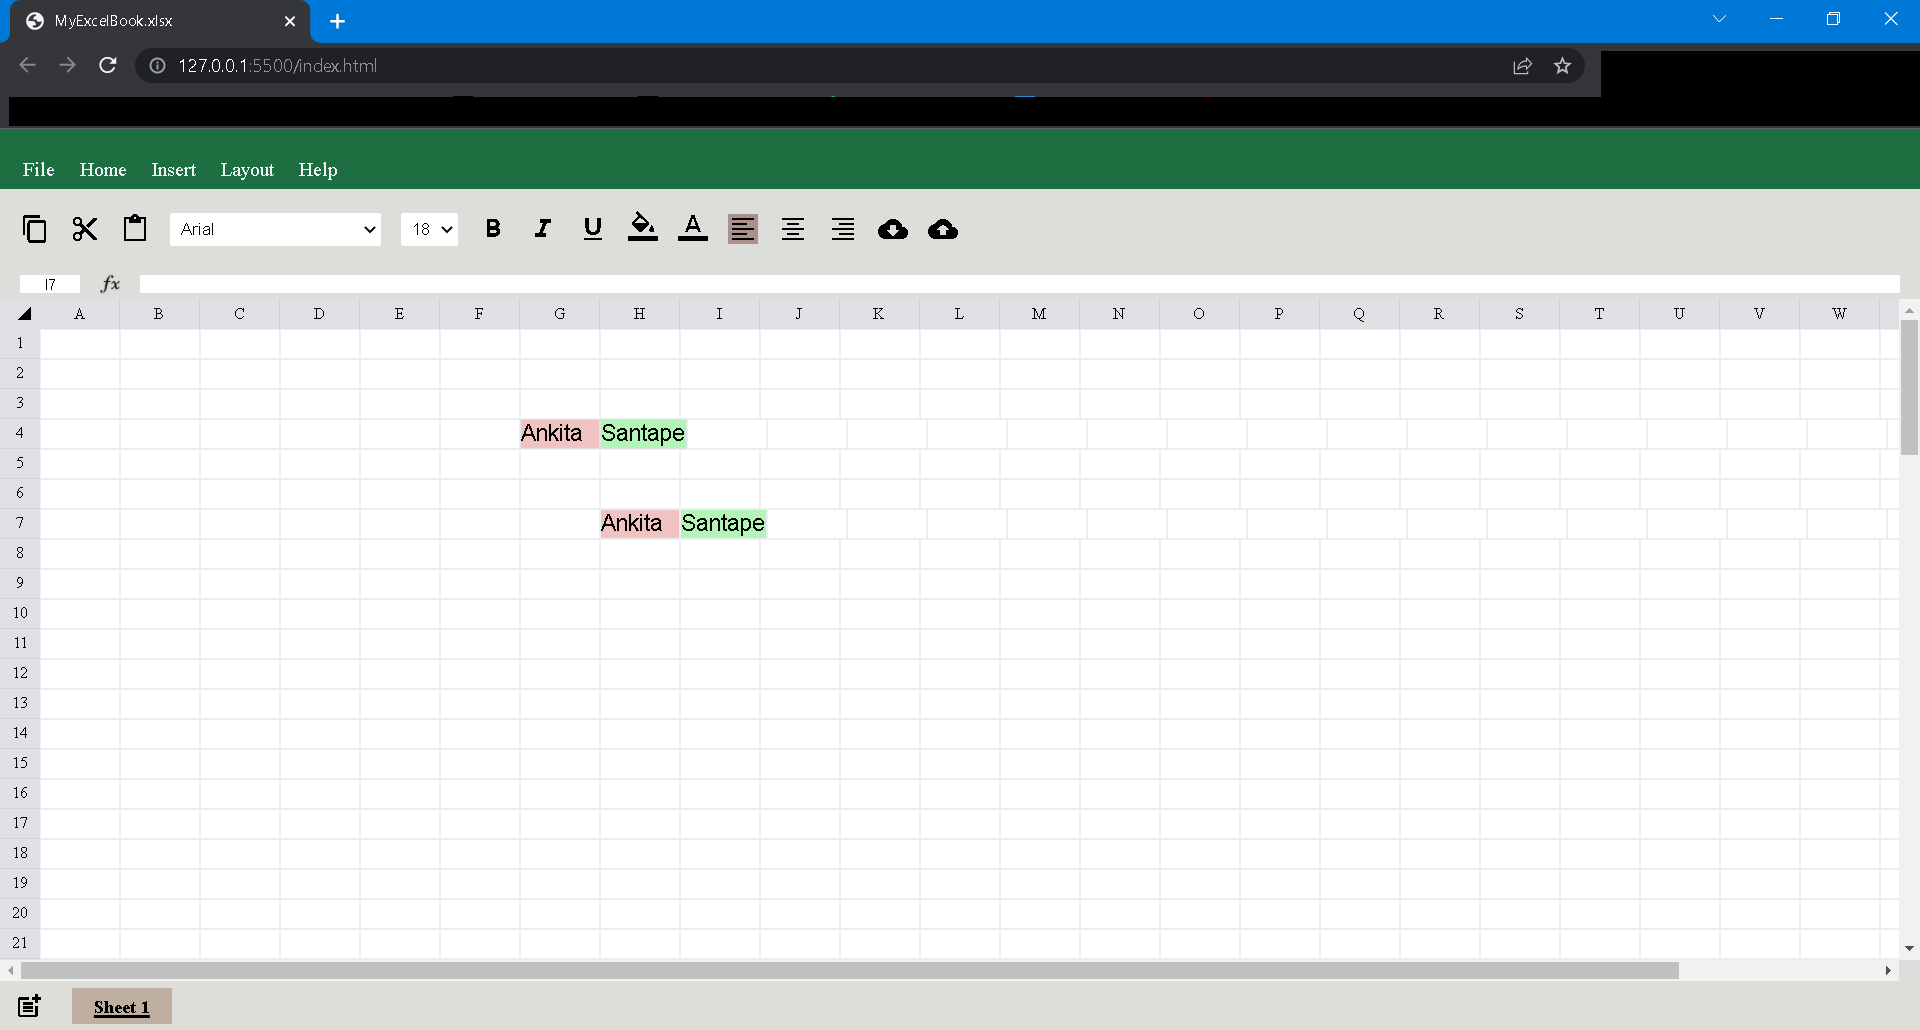 MyExcelBook.xlsx
127.0.0.1:5500/index.html
File Home Insert Layout Help
Arial 18 B I U A
I7 fx
A B C D E F G H I J K L M N O P Q R S T U V W
1
2
3
4 Ankita Santape
5
6
7 Ankita Santape
8
9
10
11
12
13
14
15
16
17
18
19
20
21
Sheet 1